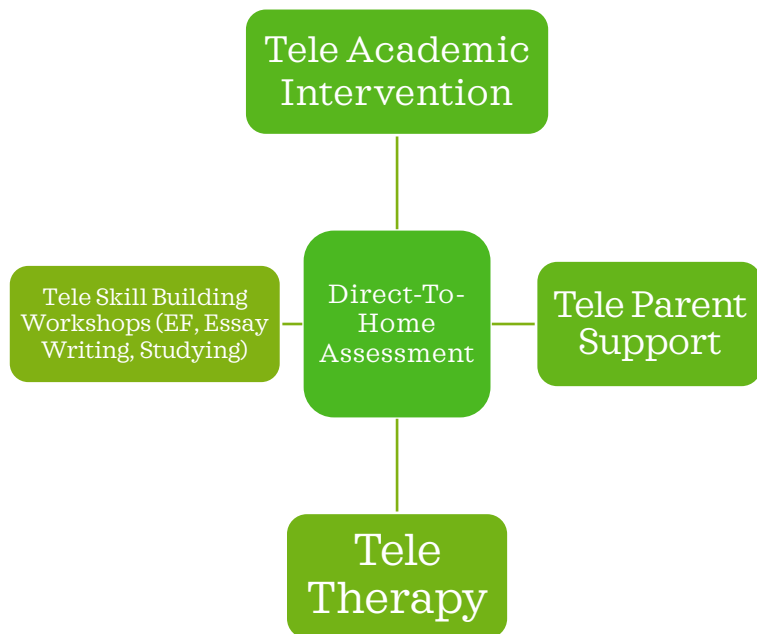 Tele Academic
Intervention
Tele Skill Building
Workshops (EF, Essay
Writing, Studying)
Direct-To-
Home
Assessment
Tele Parent
Support
Tele
Therapy